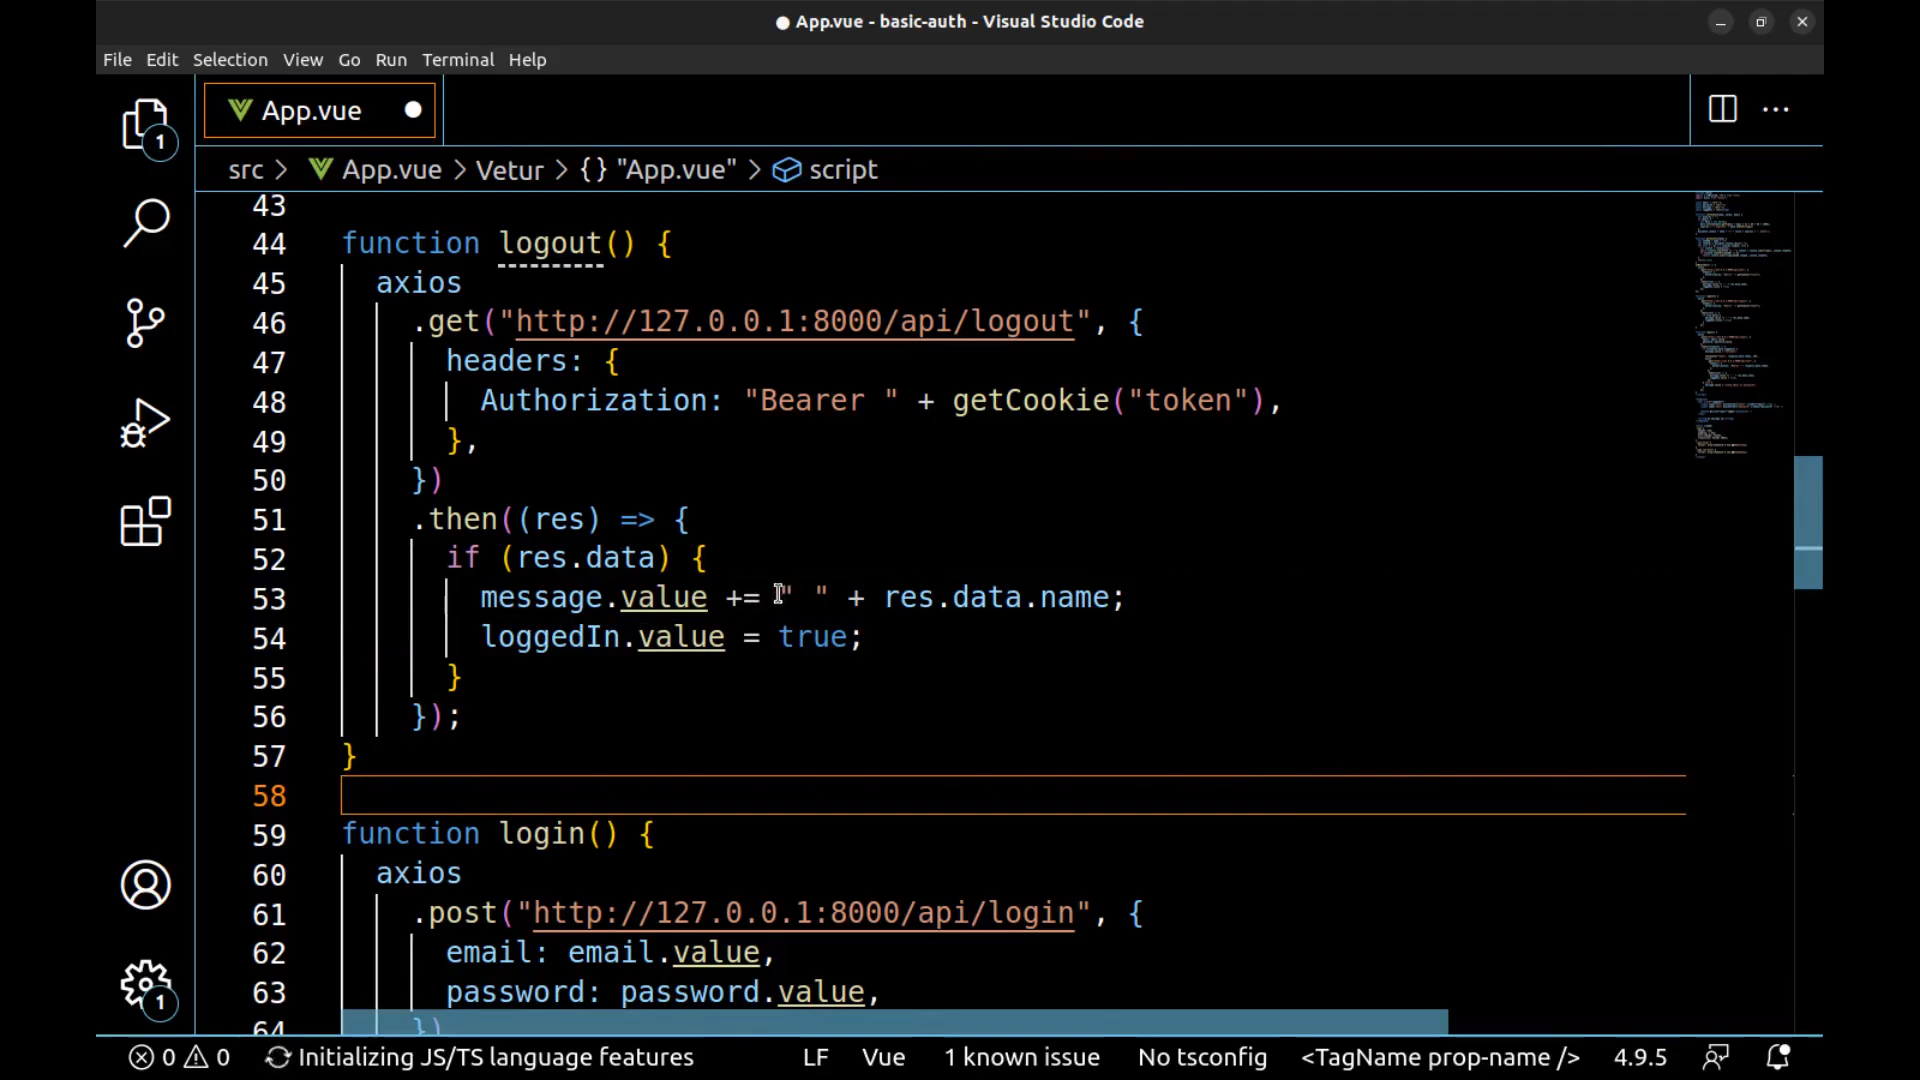 App.vue - basic-auth - Visual Studio Code
File Edit Selection View Go Run Terminal Help
App.vue
src > App.vue > Vetur > {} "App.vue" > script
43
44 function logout() {
45 axios
46 .get("http://127.0.0.1:8000/api/logout", {
47 headers: {
48 Authorization: "Bearer " + getCookie("token"),
49 },
50 })
51 .then((res) => {
52 if (res.data) {
53 message.value += " " + res.data.name;
54 loggedIn.value = true;
55 }
56 });
57 }
58
59 function login() {
60 axios
61 .post("http://127.0.0.1:8000/api/login", {
62 email: email.value,
63 password: password.value,
64 })
1
1
0 0 Initializing JS/TS language features LF Vue 1 known issue No tsconfig <TagName prop-name /> 4.9.5